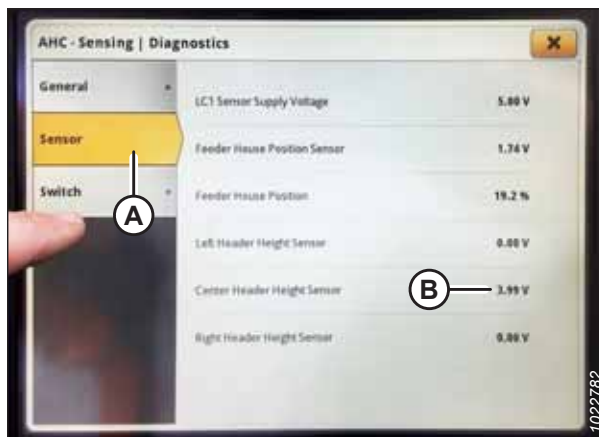 AHC - Sensing | Diagnostics
General
LC1 Sensor Supply Voltage 5.00 V
Sensor
Feeder House Position Sensor 1.74 V
Switch
Feeder House Position 19.2 %
A
Left Header Height Sensor 0.00 V
Center Header Height Sensor B 3.99 V
Right Header Height Sensor 0.00 V
1022782